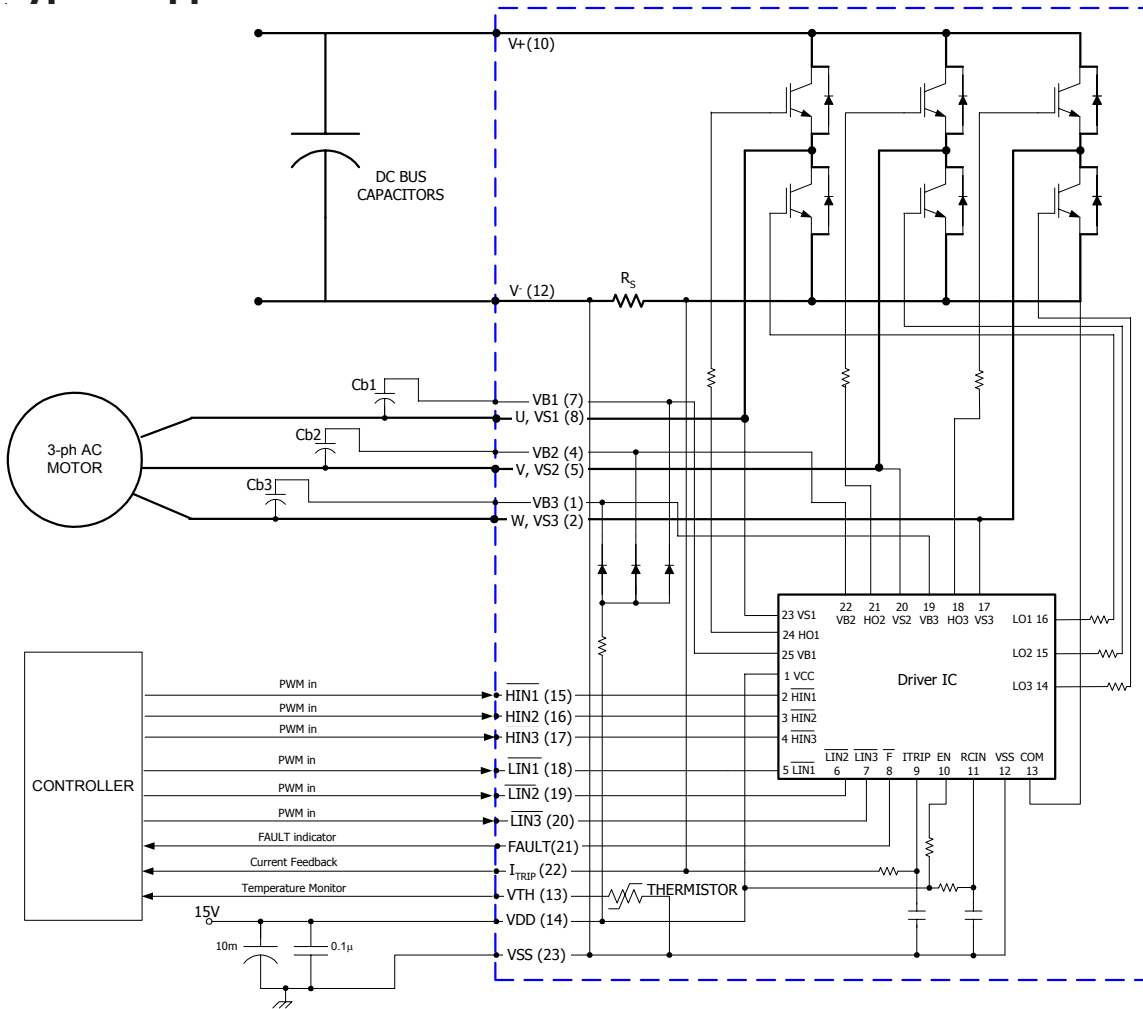 V+(10)
DC BUS
CAPACITORS
V- (12)
RS
Cb1
VB1 (7)
U, VS1 (8)
3-ph AC
MOTOR
Cb2
VB2 (4)
V, VS2 (5)
Cb3
VB3 (1)
W, VS3 (2)
22 21 20 19 18 17
VB2 HO2 VS2 VB3 HO3 VS3
23 VS1
24 HO1
25 VB1
1 VCC
2 HIN1
3 HIN2
4 HIN3
5 LIN1
Driver IC
LO1 16
LO2 15
LO3 14
LIN2 LIN3 F ITRIP EN RCIN VSS COM
6 7 8 9 10 11 12 13
CONTROLLER
PWM in
HIN1 (15)
PWM in
HIN2 (16)
PWM in
HIN3 (17)
PWM in
LIN1 (18)
PWM in
LIN2 (19)
PWM in
LIN3 (20)
FAULT indicator
FAULT(21)
Current Feedback
ITRIP (22)
Temperature Monitor
VTH (13)
THERMISTOR
15V
VDD (14)
10m
0.1µ
VSS (23)